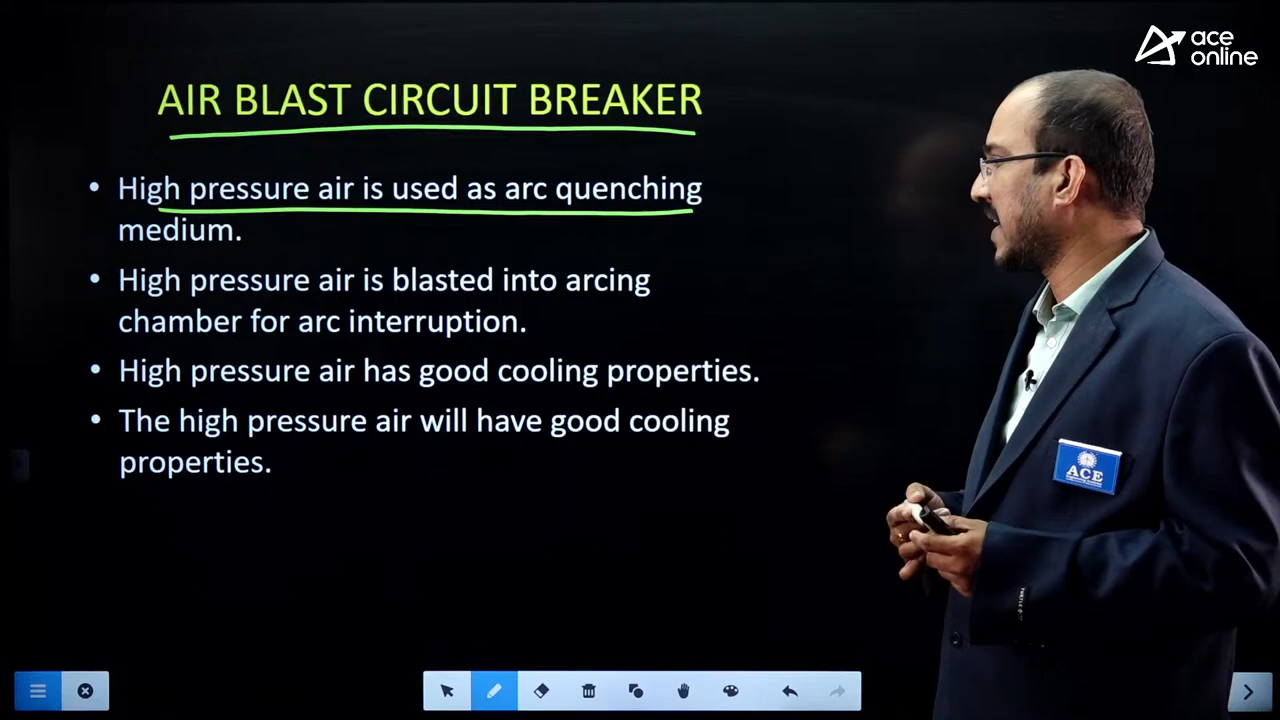 ace
online
AIR BLAST CIRCUIT BREAKER
• High pressure air is used as arc quenching
medium.
• High pressure air is blasted into arcing
chamber for arc interruption.
• High pressure air has good cooling properties.
• The high pressure air will have good cooling
properties.
ACE